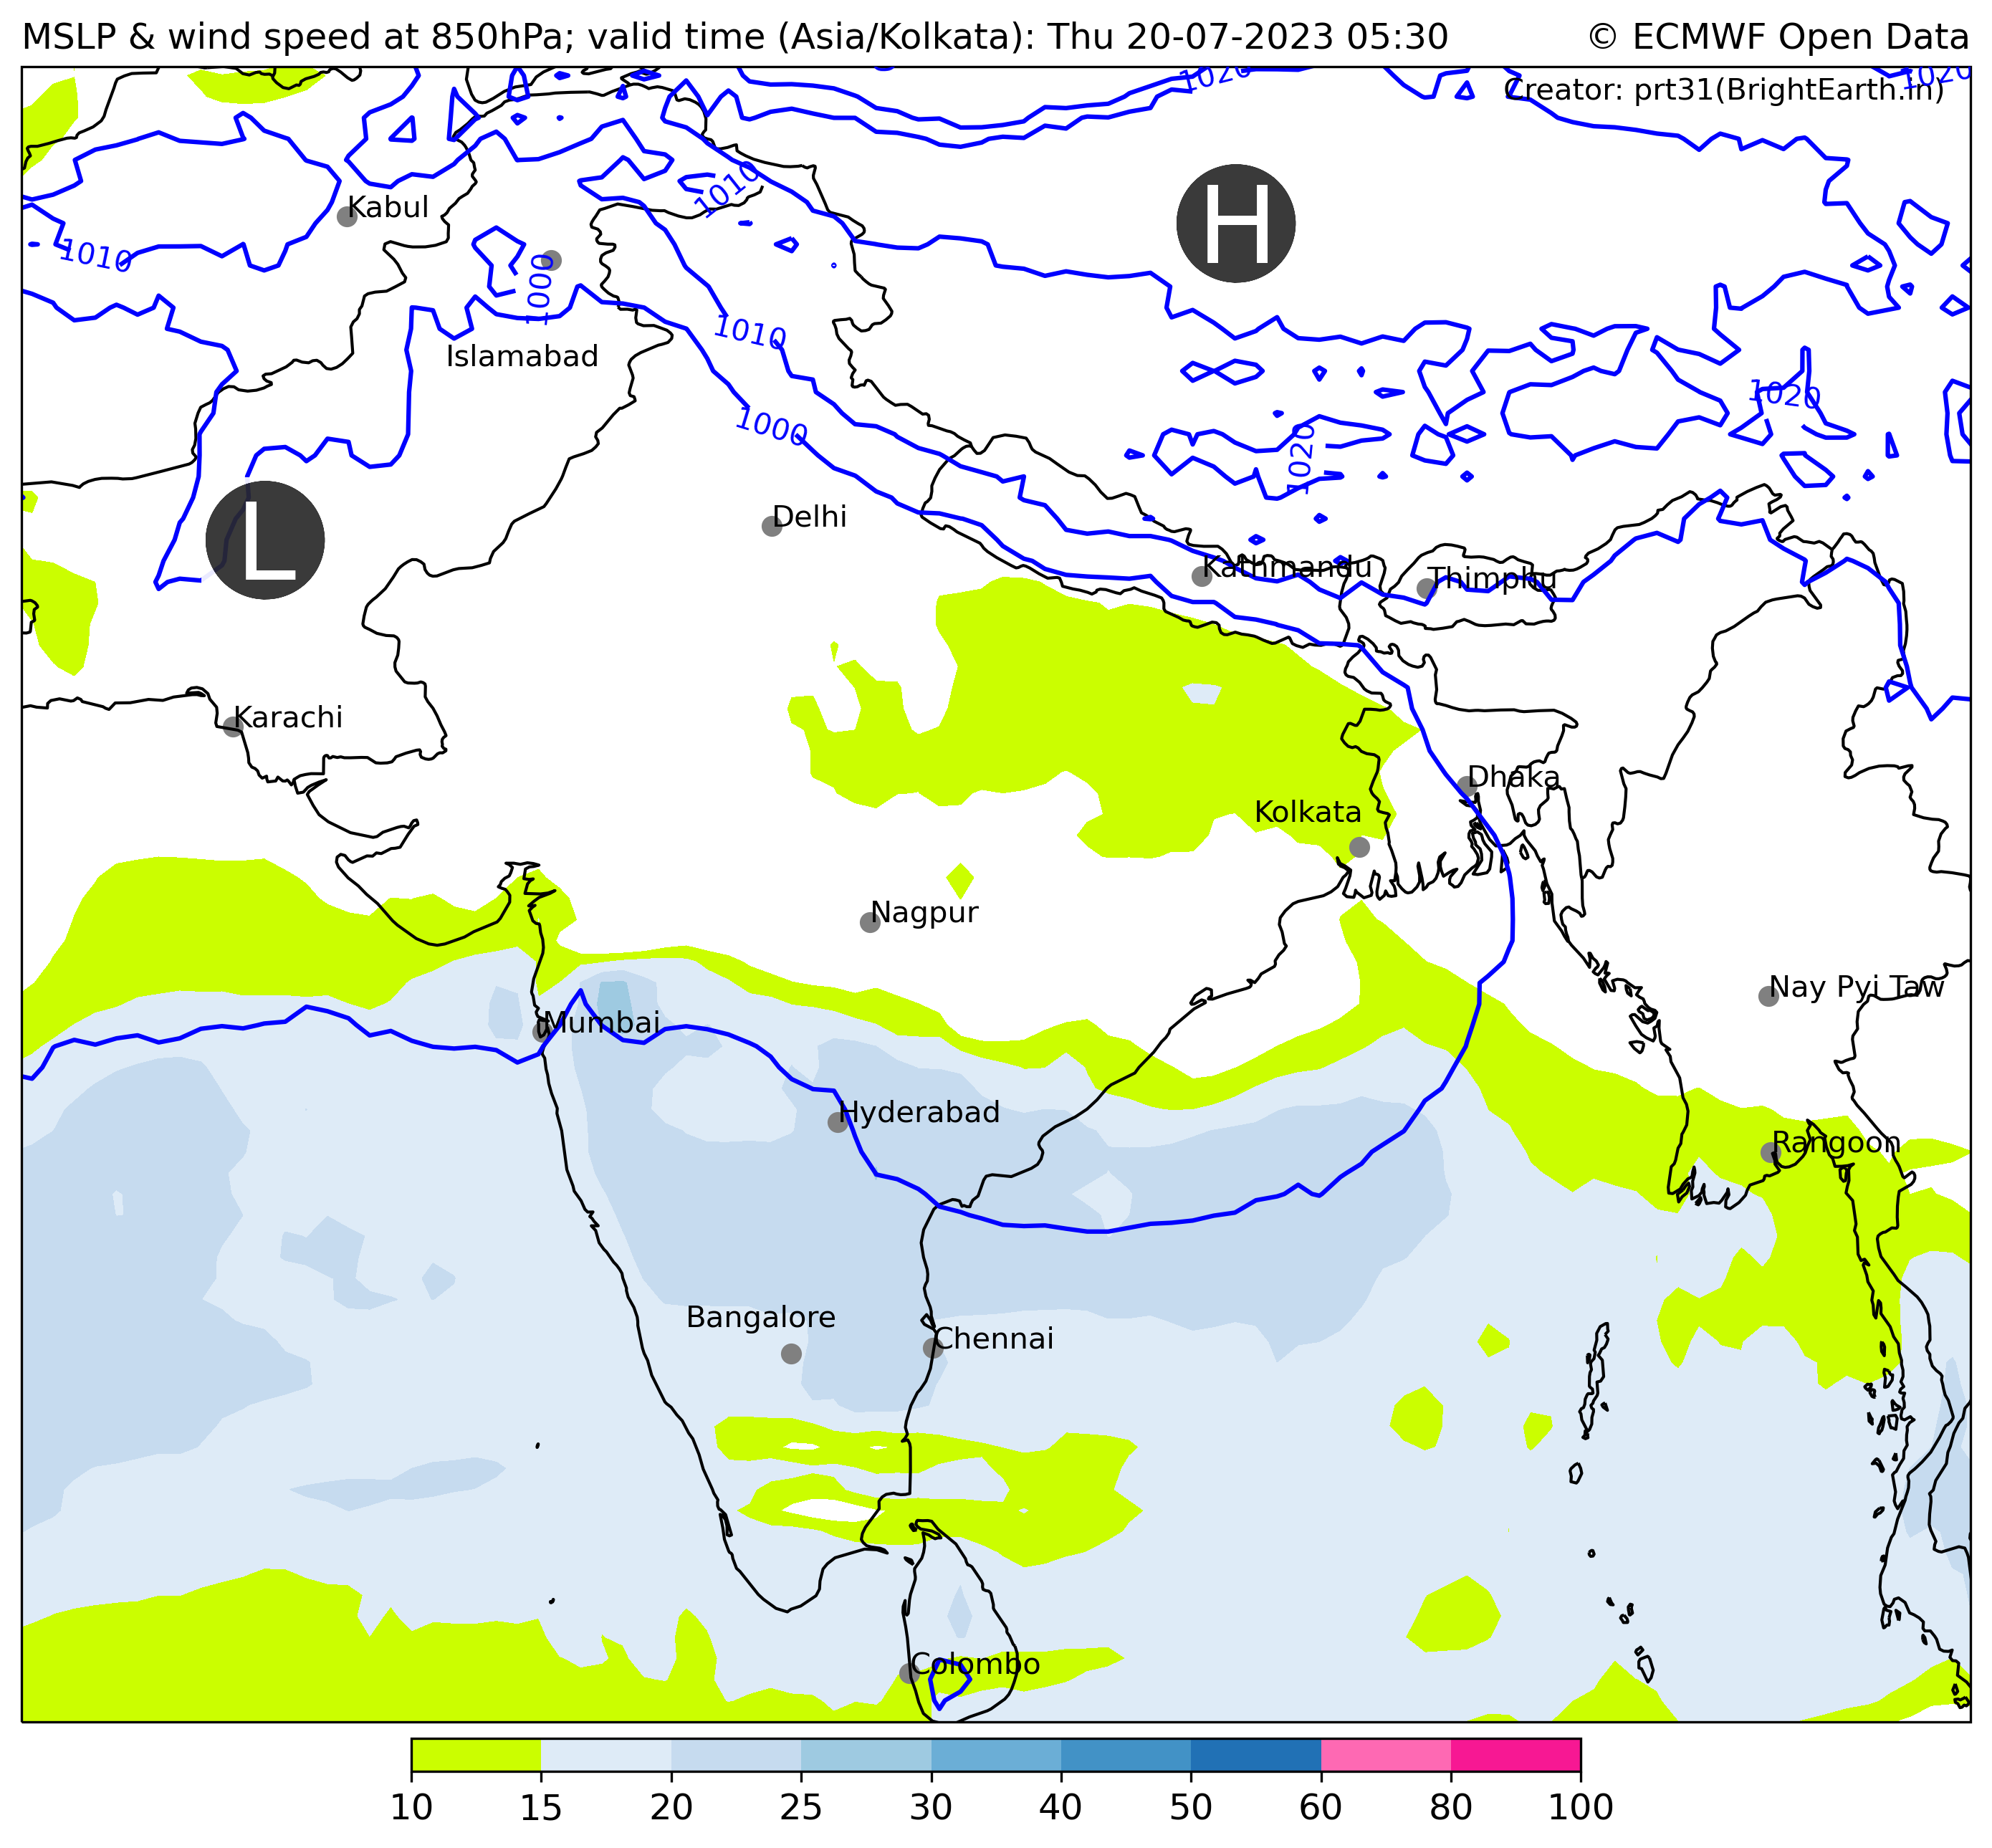 MSLP & wind speed at 850hPa; valid time (Asia/Kolkata): Thu 20-07-2023 05:30
© ECMWF Open Data
1020
1020
Creator: prt31(BrightEarth.in)
1010
H
Kabul
1010
1000
1010
Islamabad
1020
1000
1020
L
Delhi
Kathmandu
Thimphu
Karachi
Dhaka
Kolkata
Nagpur
Nay Pyi Taw
Mumbai
Hyderabad
Rangoon
Bangalore
Chennai
Colombo
10 15 20 25 30 40 50 60 80 100